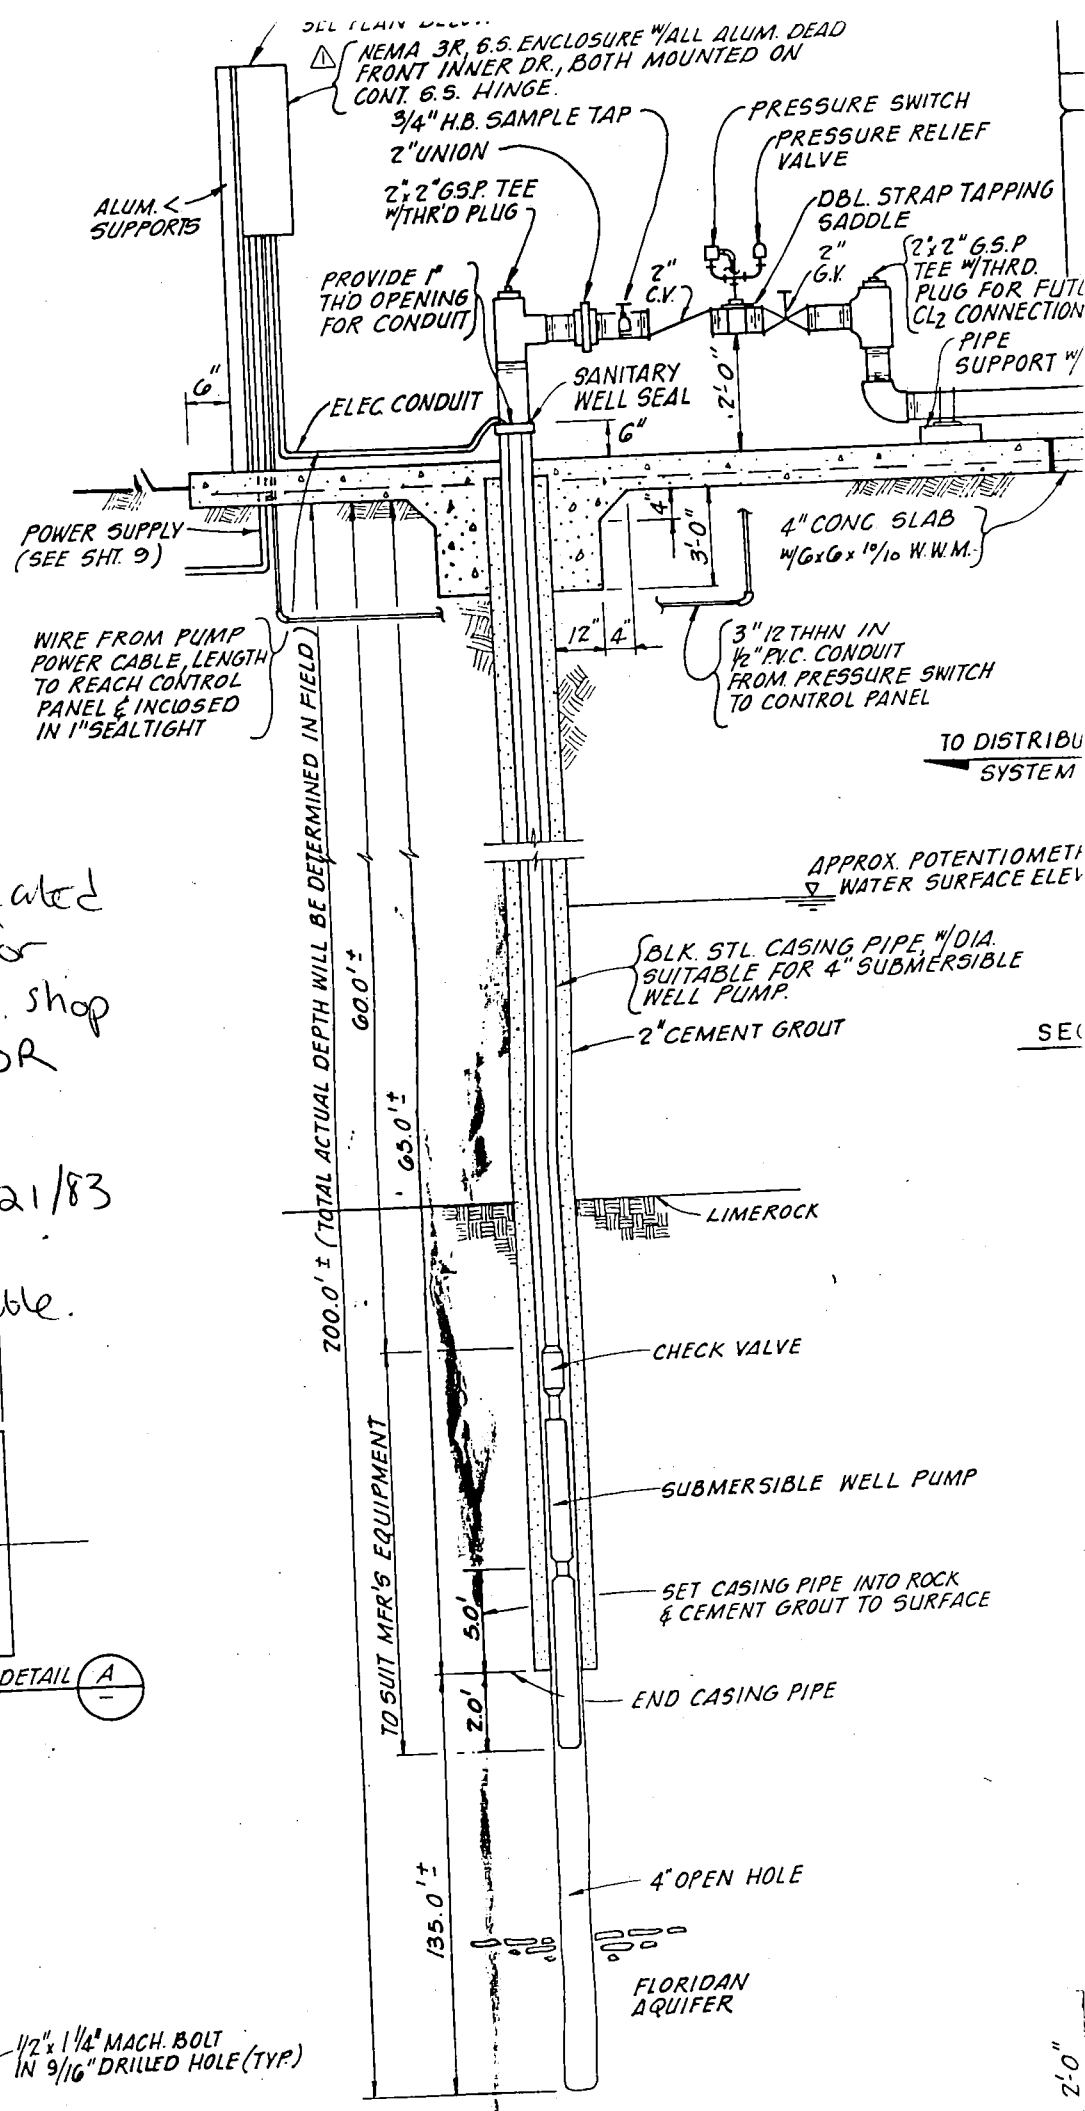 NEMA 3R, S.S. ENCLOSURE W/ALL ALUM. DEAD
FRONT INNER DR., BOTH MOUNTED ON
CONT. S.S. HINGE.
3/4" H.B. SAMPLE TAP
2" UNION
2"x2" G.S.P. TEE
W/THR'D PLUG
PRESSURE SWITCH
PRESSURE RELIEF
VALVE
DBL. STRAP TAPPING
SADDLE
ALUM.
SUPPORTS
PROVIDE 1"
TH'D OPENING
FOR CONDUIT
2"
C.V.
2"
G.V.
2"x2" G.S.P
TEE W/THRD.
PLUG FOR FUTU
CL2 CONNECTION
PIPE
SUPPORT W/
6"
ELEC CONDUIT
SANITARY
WELL SEAL
6"
2'-0"
POWER SUPPLY
(SEE SHT. 9)
4"
3'-0"
4" CONC. SLAB
W/6x6x 10/10 W.W.M.
12" 4"
WIRE FROM PUMP
POWER CABLE, LENGTH
TO REACH CONTROL
PANEL & INCLOSED
IN 1" SEALTIGHT
3 "12 THHN IN
1/2" P.V.C. CONDUIT
FROM PRESSURE SWITCH
TO CONTROL PANEL
TO DISTRIBU
SYSTEM
200.0' ± (TOTAL ACTUAL DEPTH WILL BE DETERMINED IN FIELD)
60.0' ±
65.0' ±
APPROX. POTENTIOMETR
WATER SURFACE ELEV
BLK. STL. CASING PIPE, W/DIA.
SUITABLE FOR 4" SUBMERSIBLE
WELL PUMP.
2" CEMENT GROUT
SEC
or
shop
OR
21/83
LIMEROCK
CHECK VALVE
SUBMERSIBLE WELL PUMP
TO SUIT MFR'S EQUIPMENT
5.0'
SET CASING PIPE INTO ROCK
& CEMENT GROUT TO SURFACE
DETAIL A
2.0'
END CASING PIPE
135.0' ±
4" OPEN HOLE
FLORIDAN
AQUIFER
1/2" x 1 1/4" MACH. BOLT
IN 9/16" DRILLED HOLE (TYP.)
2'-0"